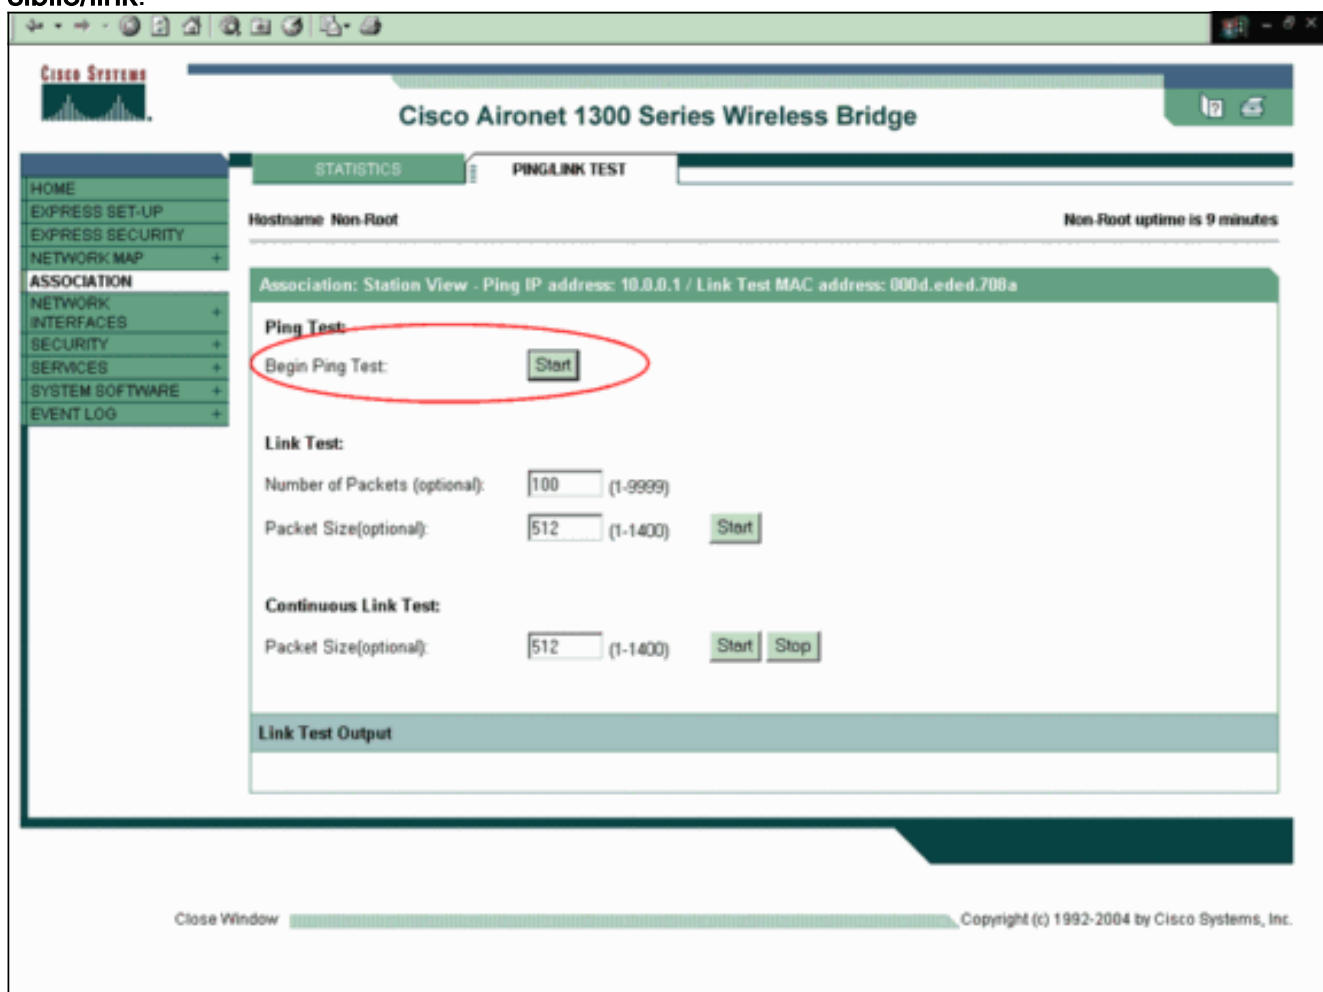 CISCO SYSTEMS
Cisco Aironet 1300 Series Wireless Bridge
STATISTICS
PING/LINK TEST
HOME
EXPRESS SET-UP
EXPRESS SECURITY
NETWORK MAP +
ASSOCIATION
NETWORK
INTERFACES +
SECURITY +
SERVICES +
SYSTEM SOFTWARE +
EVENT LOG +
Hostname Non-Root
Non-Root uptime is 9 minutes
Association: Station View - Ping IP address: 10.0.0.1 / Link Test MAC address: 000d.eded.708a
Ping Test:
Begin Ping Test: Start
Link Test:
Number of Packets (optional): 100 (1-9999)
Packet Size(optional): 512 (1-1400) Start
Continuous Link Test:
Packet Size(optional): 512 (1-1400) Start Stop
Link Test Output
Close Window
Copyright (c) 1992-2004 by Cisco Systems, Inc.